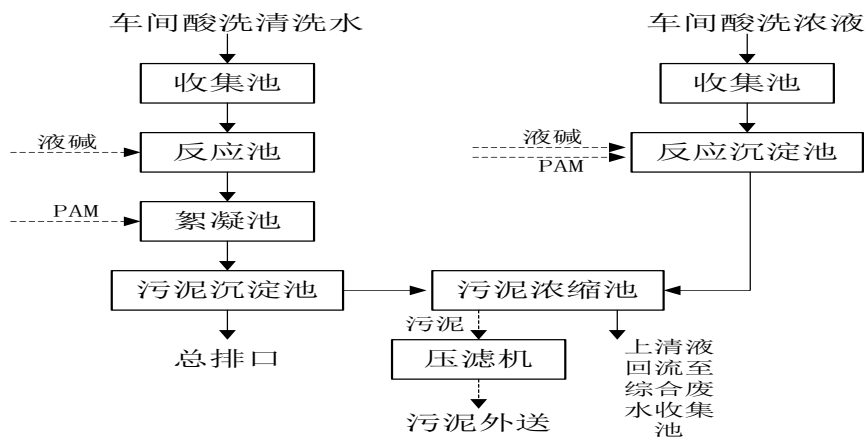 车间酸洗清洗水
车间酸洗浓液
收集池
收集池
液碱
反应池
液碱
PAM
反应沉淀池
PAM
絮凝池
污泥沉淀池
污泥浓缩池
污泥
总排口
压滤机
上清液
回流至
综合废
水收集
池
污泥外送